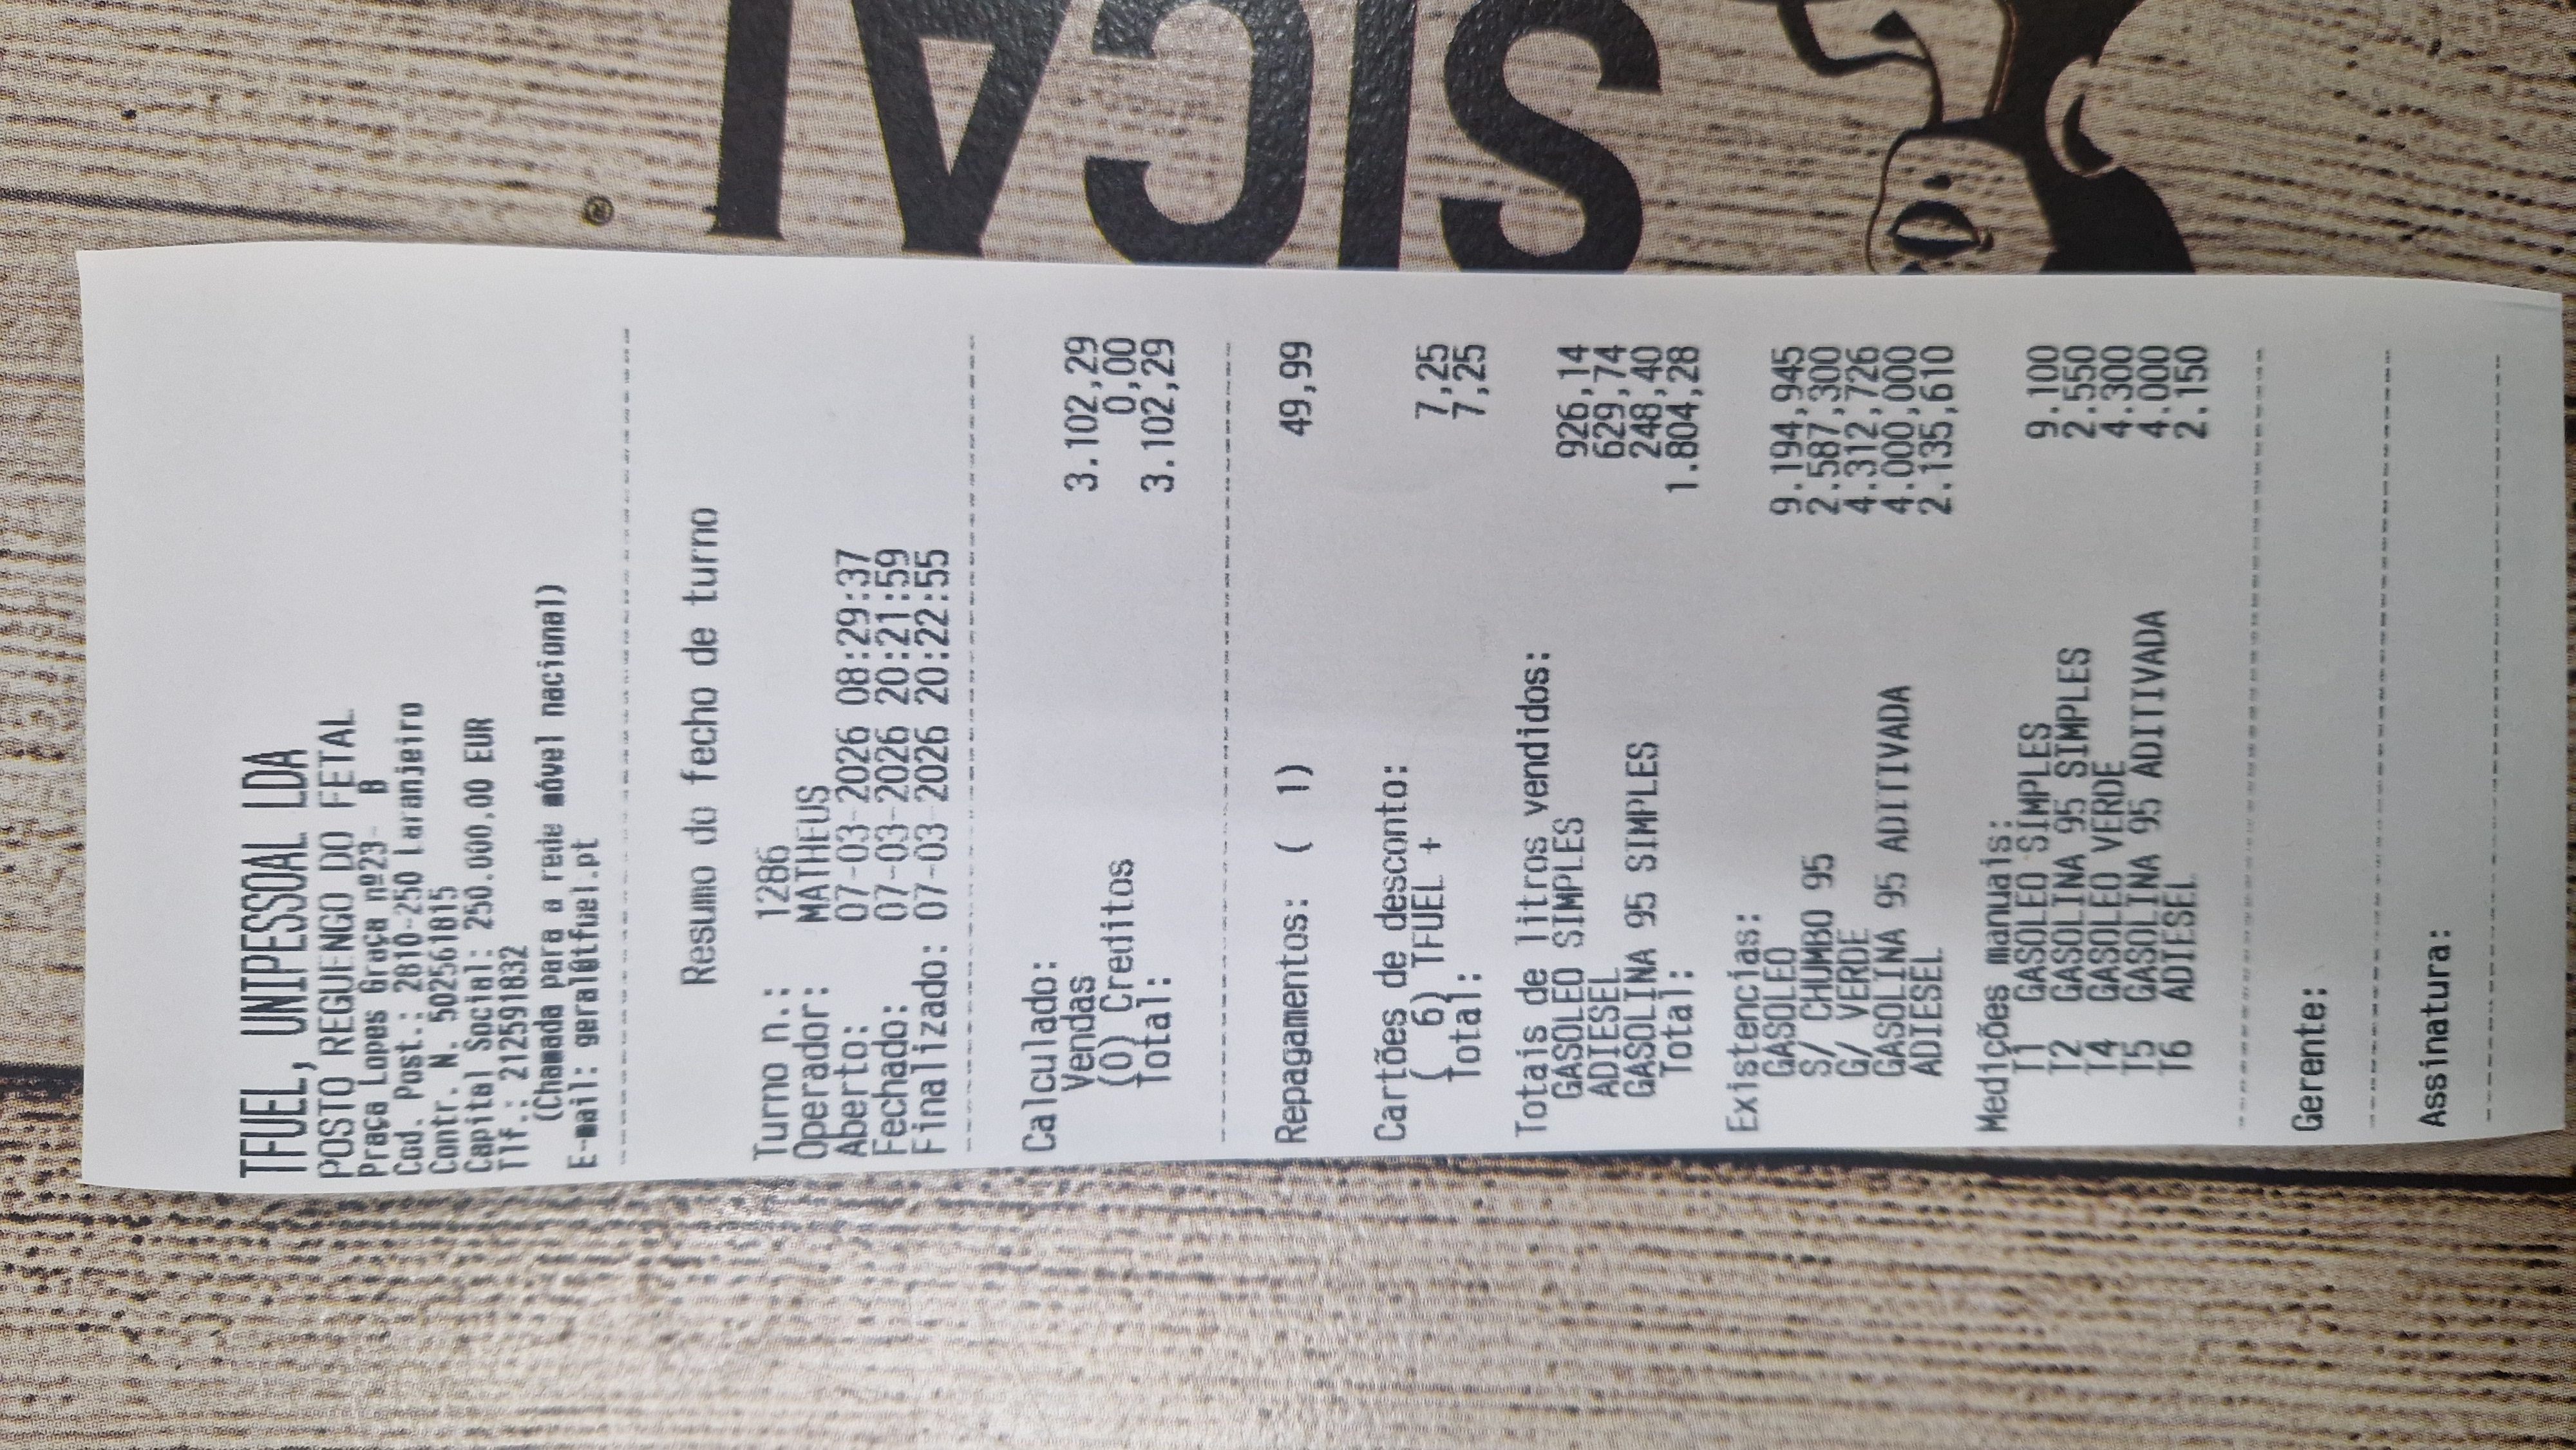 SICAL
®
TFUEL, UNIPESSOAL LDA
POSTO REGUENGO DO FETAL
Praça Lopes Graça nº23- B
Cod. Post.: 2810-250 Laranjeiro
Contr. N. 502561815
Capital Social: 250.000,00 EUR
Tlf.: 212591832
(Chamada para a rede móvel nacional)
E-mail: geral@tfuel.pt
Resumo do fecho de turno
Turno n.: 1286
Operador: MATHEUS
Aberto: 07-03-2026 08:29:37
Fechado: 07-03-2026 20:21:59
Finalizado: 07-03-2026 20:22:55
Calculado:
Vendas 3.102,29
(0) Creditos 0,00
Total: 3.102,29
Repagamentos: ( 1) 49,99
Cartões de desconto:
( 6) TFUEL + 7,25
Total: 7,25
Totais de litros vendidos:
GASOLEO SIMPLES 926,14
ADIESEL 629,74
GASOLINA 95 SIMPLES 248,40
Total: 1.804,28
Existencias:
GASOLEO 9.194,945
S/ CHUMBO 95 2.587,300
G/ VERDE 4.312,726
GASOLINA 95 ADITIVADA 4.000,000
ADIESEL 2.135,610
Medições manuais:
T1 GASOLEO SIMPLES 9.100
T2 GASOLINA 95 SIMPLES 2.550
T4 GASOLEO VERDE 4.300
T5 GASOLINA 95 ADITIVADA 4.000
T6 ADIESEL 2.150
Gerente:
Assinatura: